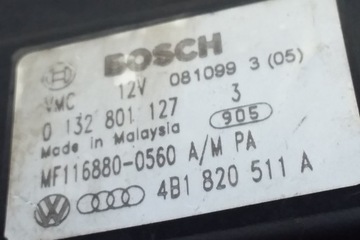 BOSCH
VMC 12V 081099 3 (05)
0 132 801 127 3
Made in Malaysia 905
MF116880-0560 A/M PA
4B1 820 511 A